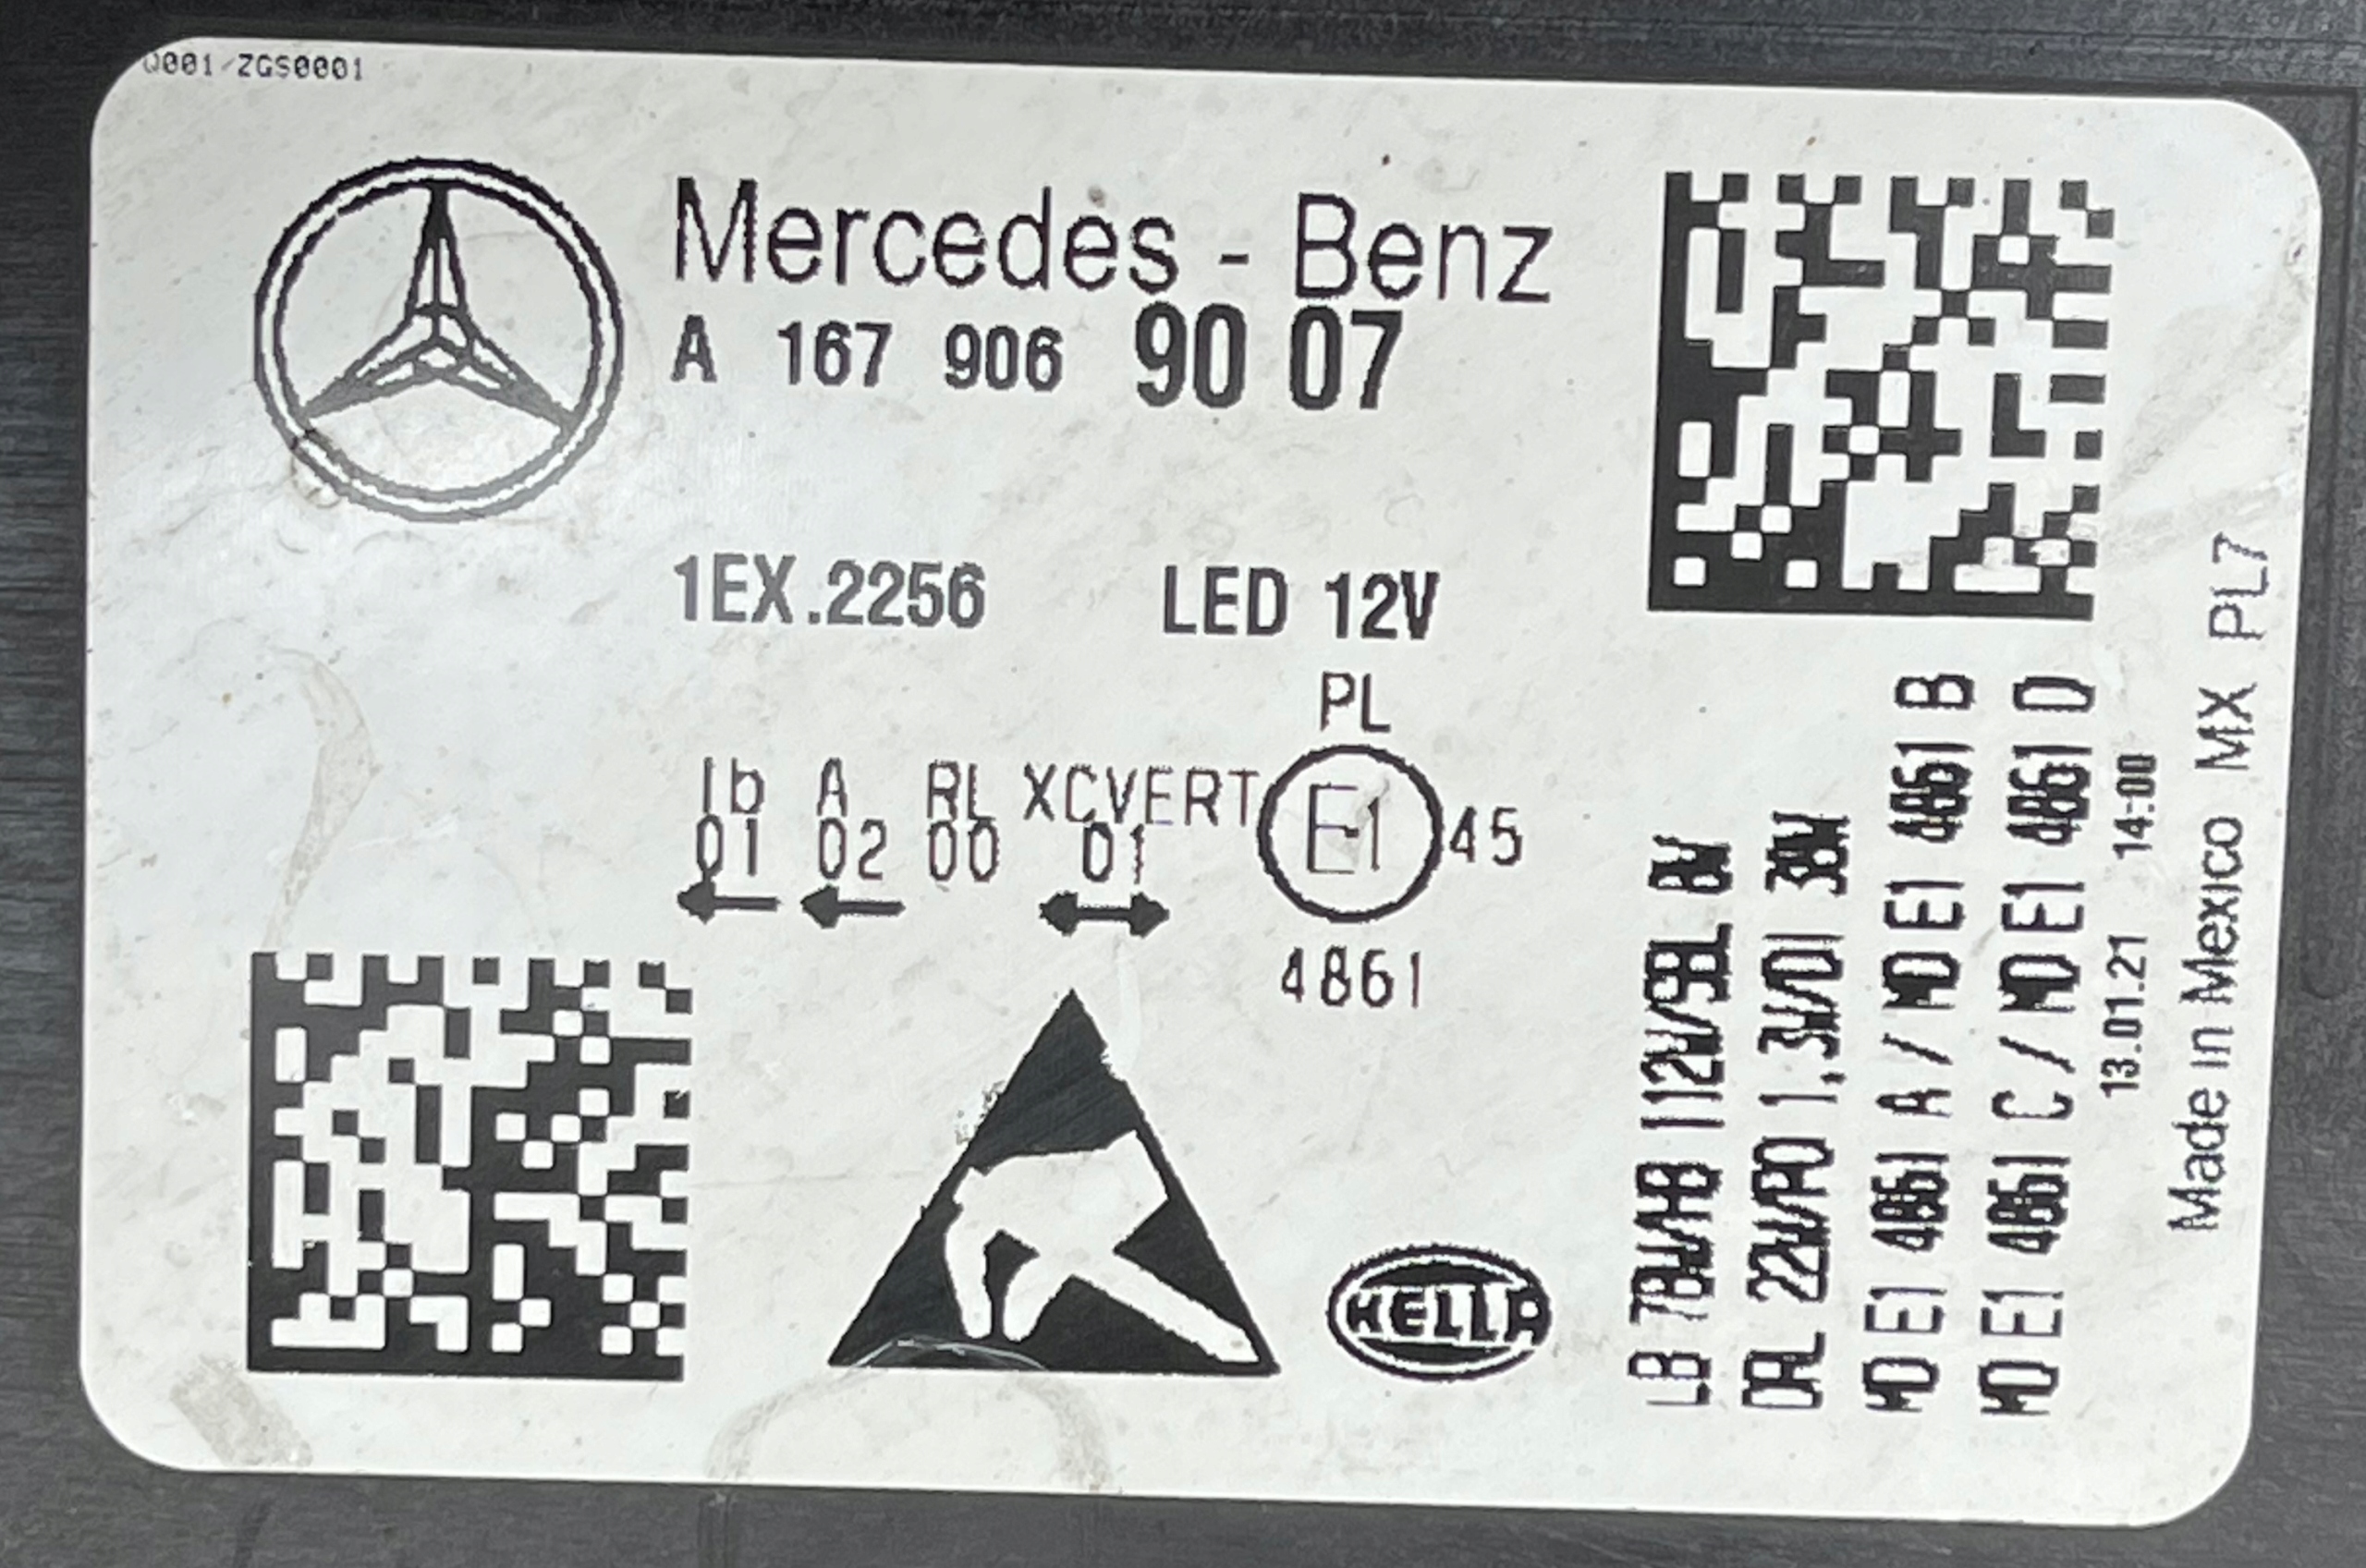 Q001/ZGS0001
Mercedes - Benz
A 167 906 90 07
1EX.2256 LED 12V
PL
1b A RL XCVERT E1 45
01 02 00 01
4861
HELLA
LB 78W/HB 112W/SBL 8W
DRL 22W/PO 1,3W/DI 38W
MD E1 4861 A / MD E1 4861 B
MD E1 4861 C / MD E1 4861 D
13.01.21 14:00
Made in Mexico MX PL7